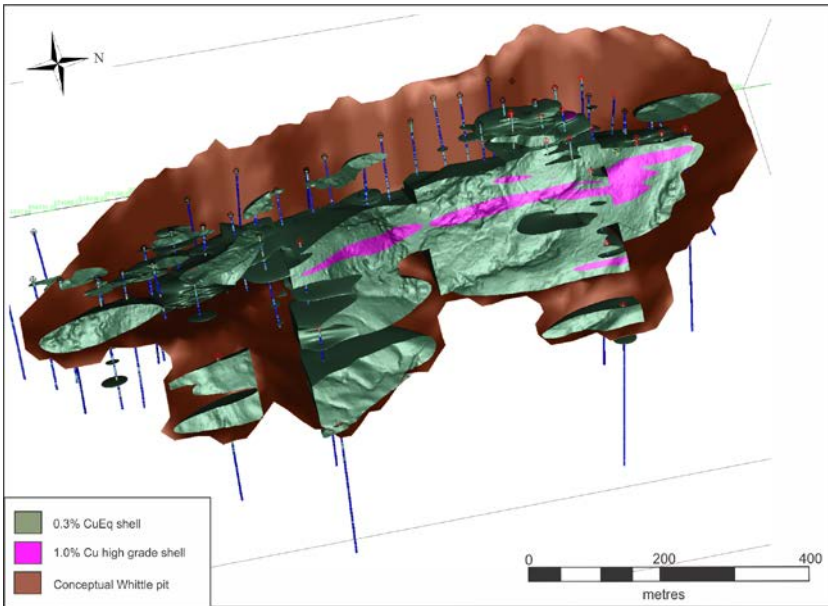 N
0.3% CuEq shell
1.0% Cu high grade shell
Conceptual Whittle pit
0 200 400
metres